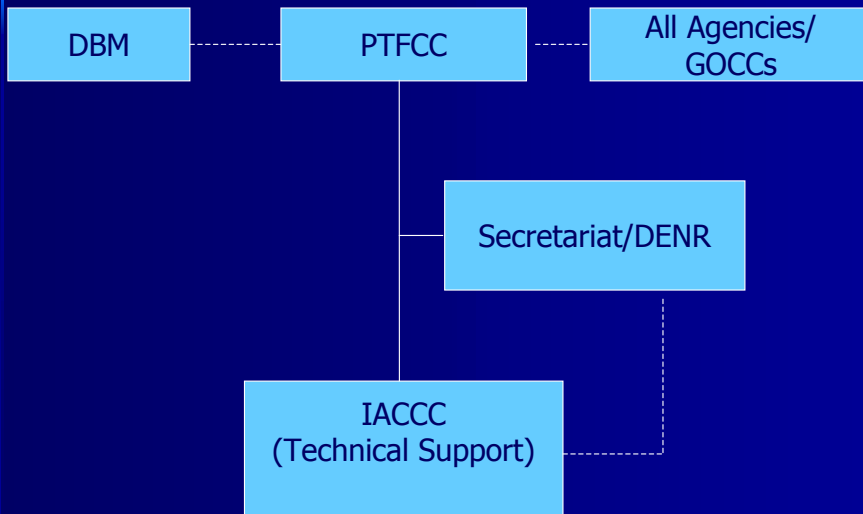 DBM
PTFCC
All Agencies/
GOCCs
Secretariat/DENR
IACCC
(Technical Support)